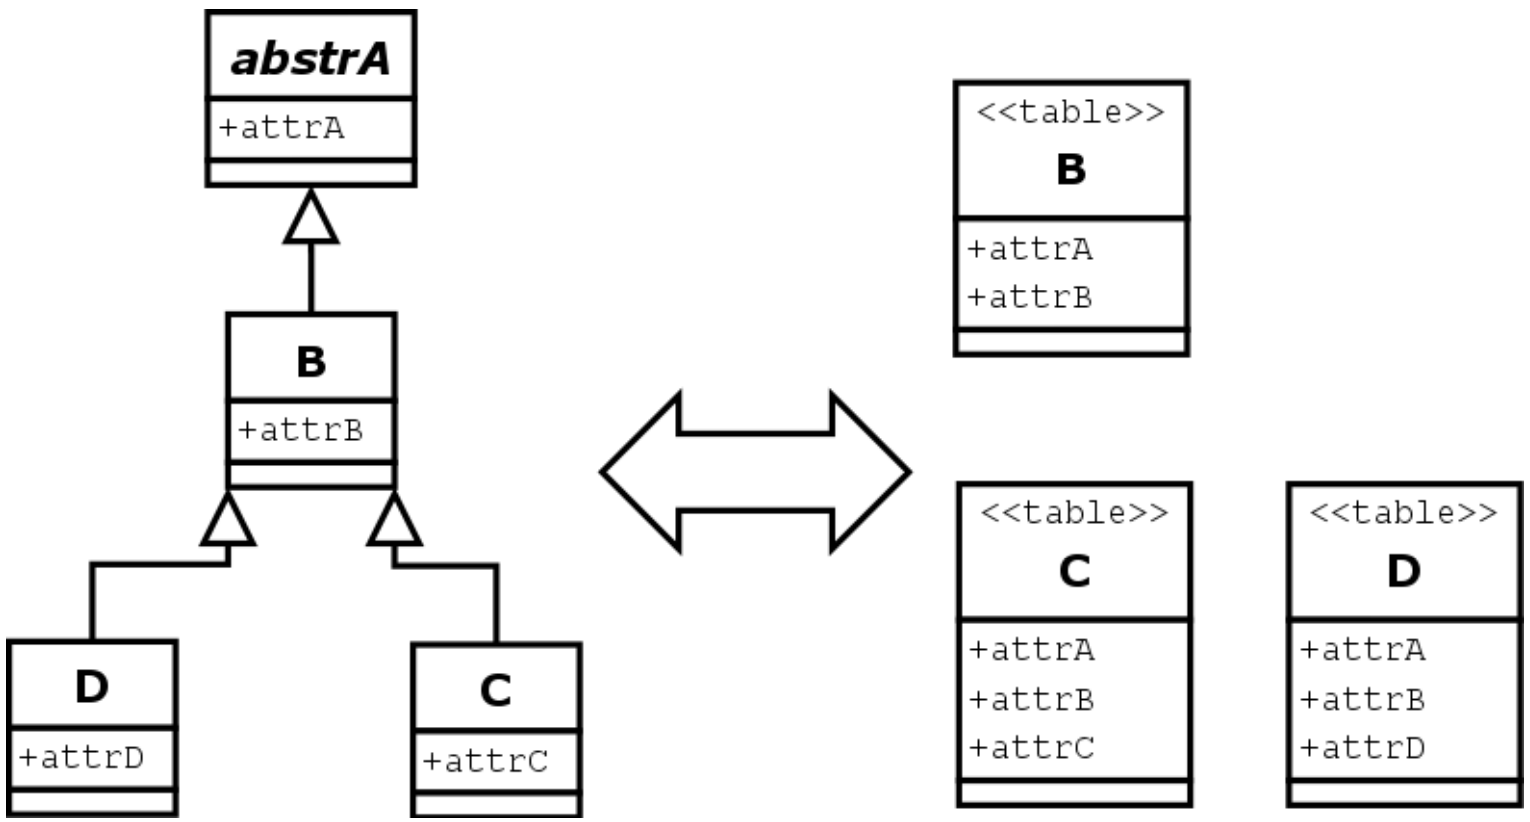 abstrA
+attrA
B
+attrB
D
+attrD
C
+attrC
<<table>>
B
+attrA
+attrB
<<table>>
C
+attrA
+attrB
+attrC
<<table>>
D
+attrA
+attrB
+attrD